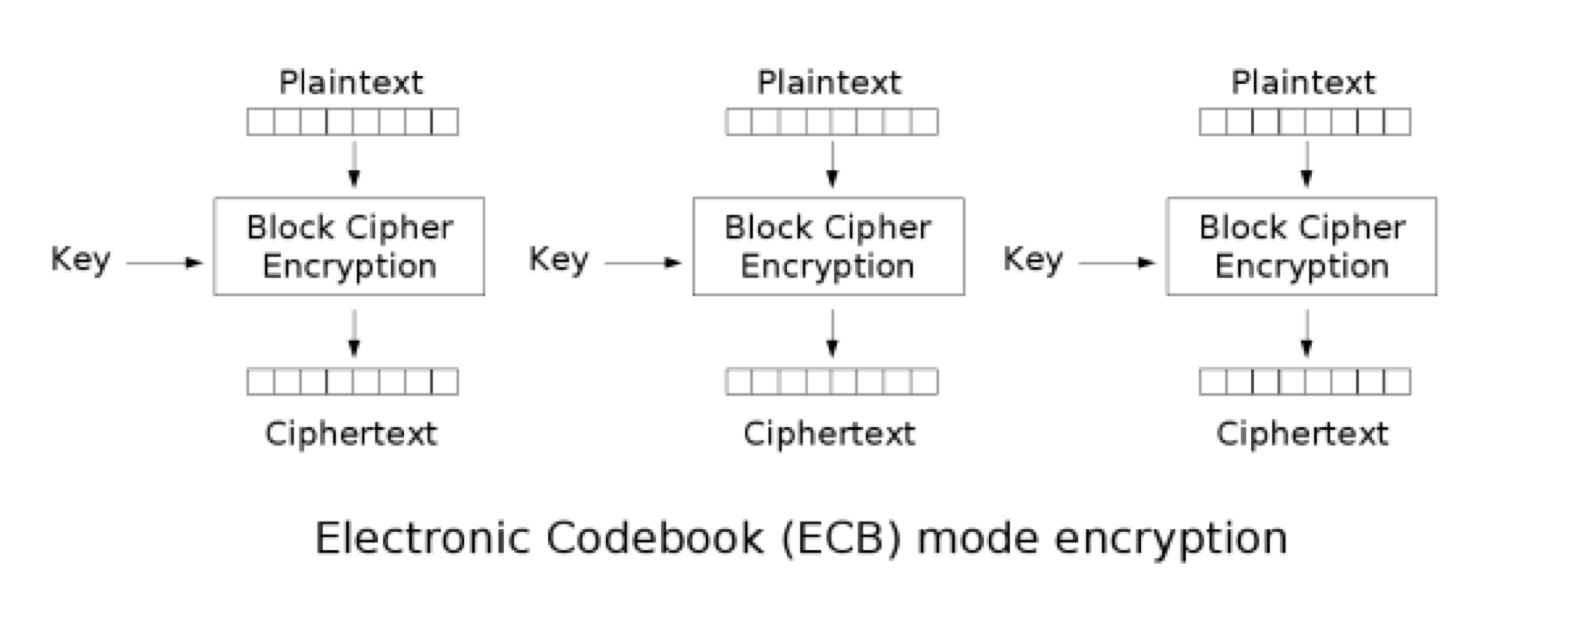 Plaintext
Plaintext
Plaintext
Block Cipher
Encryption
Block Cipher
Encryption
Block Cipher
Encryption
Key
Key
Key
Ciphertext
Ciphertext
Ciphertext
Electronic Codebook (ECB) mode encryption